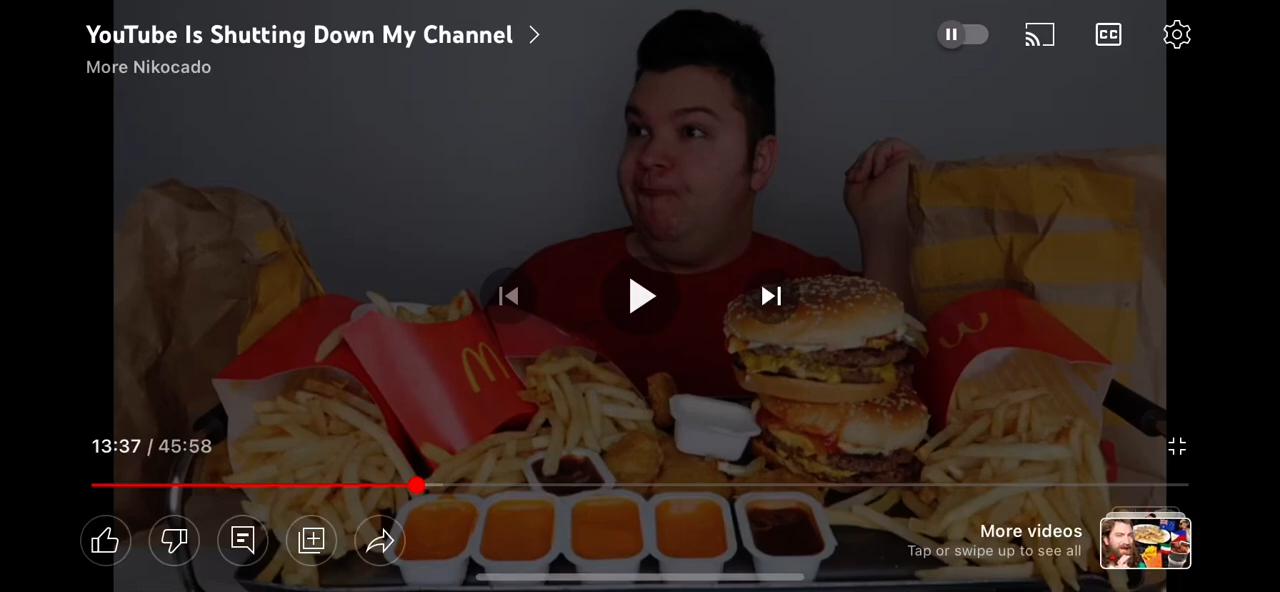 YouTube Is Shutting Down My Channel
More Nikocado
CC
13:37 / 45:58
More videos
Tap or swipe up to see all